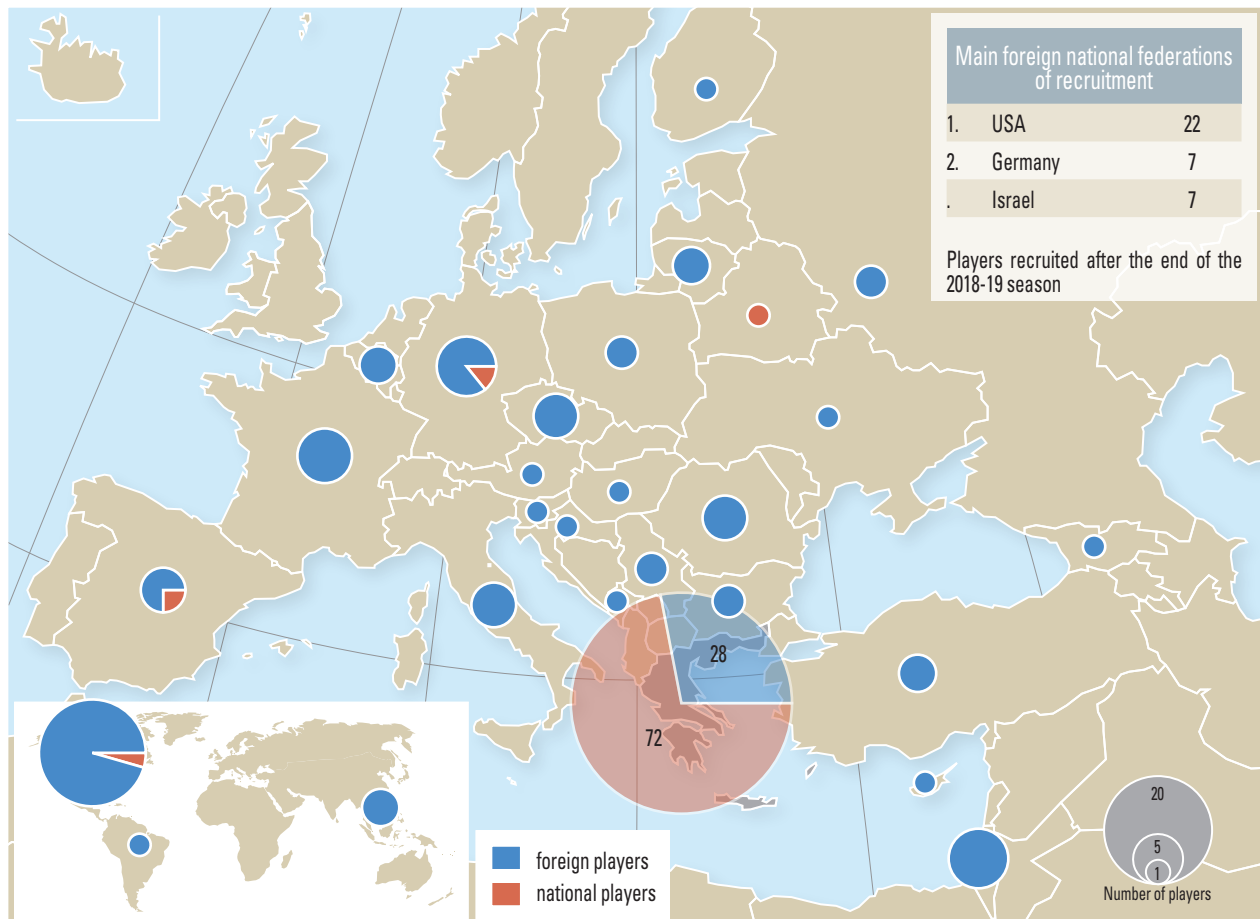 Main foreign national federations
of recruitment
1. USA 22
2. Germany 7
. Israel 7
Players recruited after the end of the
2018-19 season
28
72
foreign players
national players
20
5
1
Number of players